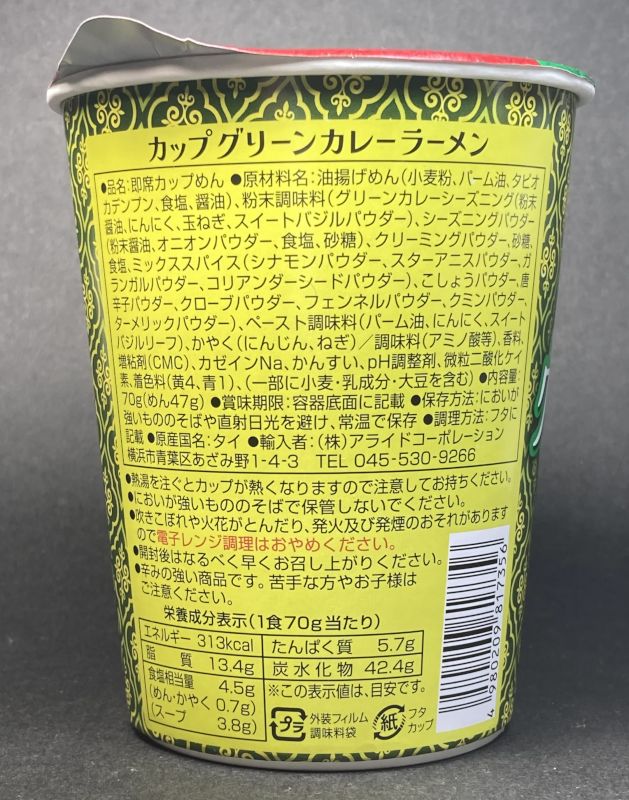 カップグリーンカレーラーメン
●品名:即席カップめん ●原材料名:油揚げめん(小麦粉、パーム油、タピオ
カデンプン、食塩、醤油)、粉末調味料(グリーンカレーシーズニング(粉末
醤油、にんにく、玉ねぎ、スイートバジルパウダー)、シーズニングパウダー
(粉末醤油、オニオンパウダー、食塩、砂糖)、クリーミングパウダー、砂糖、
食塩、ミックススパイス(シナモンパウダー、スターアニスパウダー、ガ
ランガルパウダー、コリアンダーシードパウダー)、こしょうパウダー、唐
辛子パウダー、クローブパウダー、フェンネルパウダー、クミンパウダー、
ターメリックパウダー)、ペースト調味料(パーム油、にんにく、スイート
バジルリーフ)、かやく(にんじん、ねぎ)/調味料(アミノ酸等)、香料、
増粘剤(CMC)、カゼインNa、かんすい、pH調整剤、微粒二酸化ケイ
素、着色料(黄4、青1)、(一部に小麦・乳成分・大豆を含む) ●内容量:
70g(めん47g) ●賞味期限:容器底面に記載 ●保存方法:においが
強いもののそばや直射日光を避け、常温で保存 ●調理方法:フタに
記載 ●原産国名:タイ ●輸入者:(株)アライドコーポレーション
横浜市青葉区あざみ野1-4-3 TEL 045-530-9266
●熱湯を注ぐとカップが熱くなりますので注意してお持ちください。
●においが強いもののそばで保管しないでください。
●吹きこぼれや火花がとんだり、発火及び発煙のおそれがあります
ので電子レンジ調理はおやめください。
●開封後はなるべく早くお召し上がりください。
●辛みの強い商品です。苦手な方やお子様は
ご注意ください。
栄養成分表示(1食70g当たり)
エネルギー 313kcal たんぱく質 5.7g
脂質 13.4g 炭水化物 42.4g
食塩相当量 4.5g ※この表示値は、目安です。
(めん・かやく 0.7g)
(スープ 3.8g)
プラ 外装フィルム 調味料袋 紙 フタ カップ
4 980209 817356